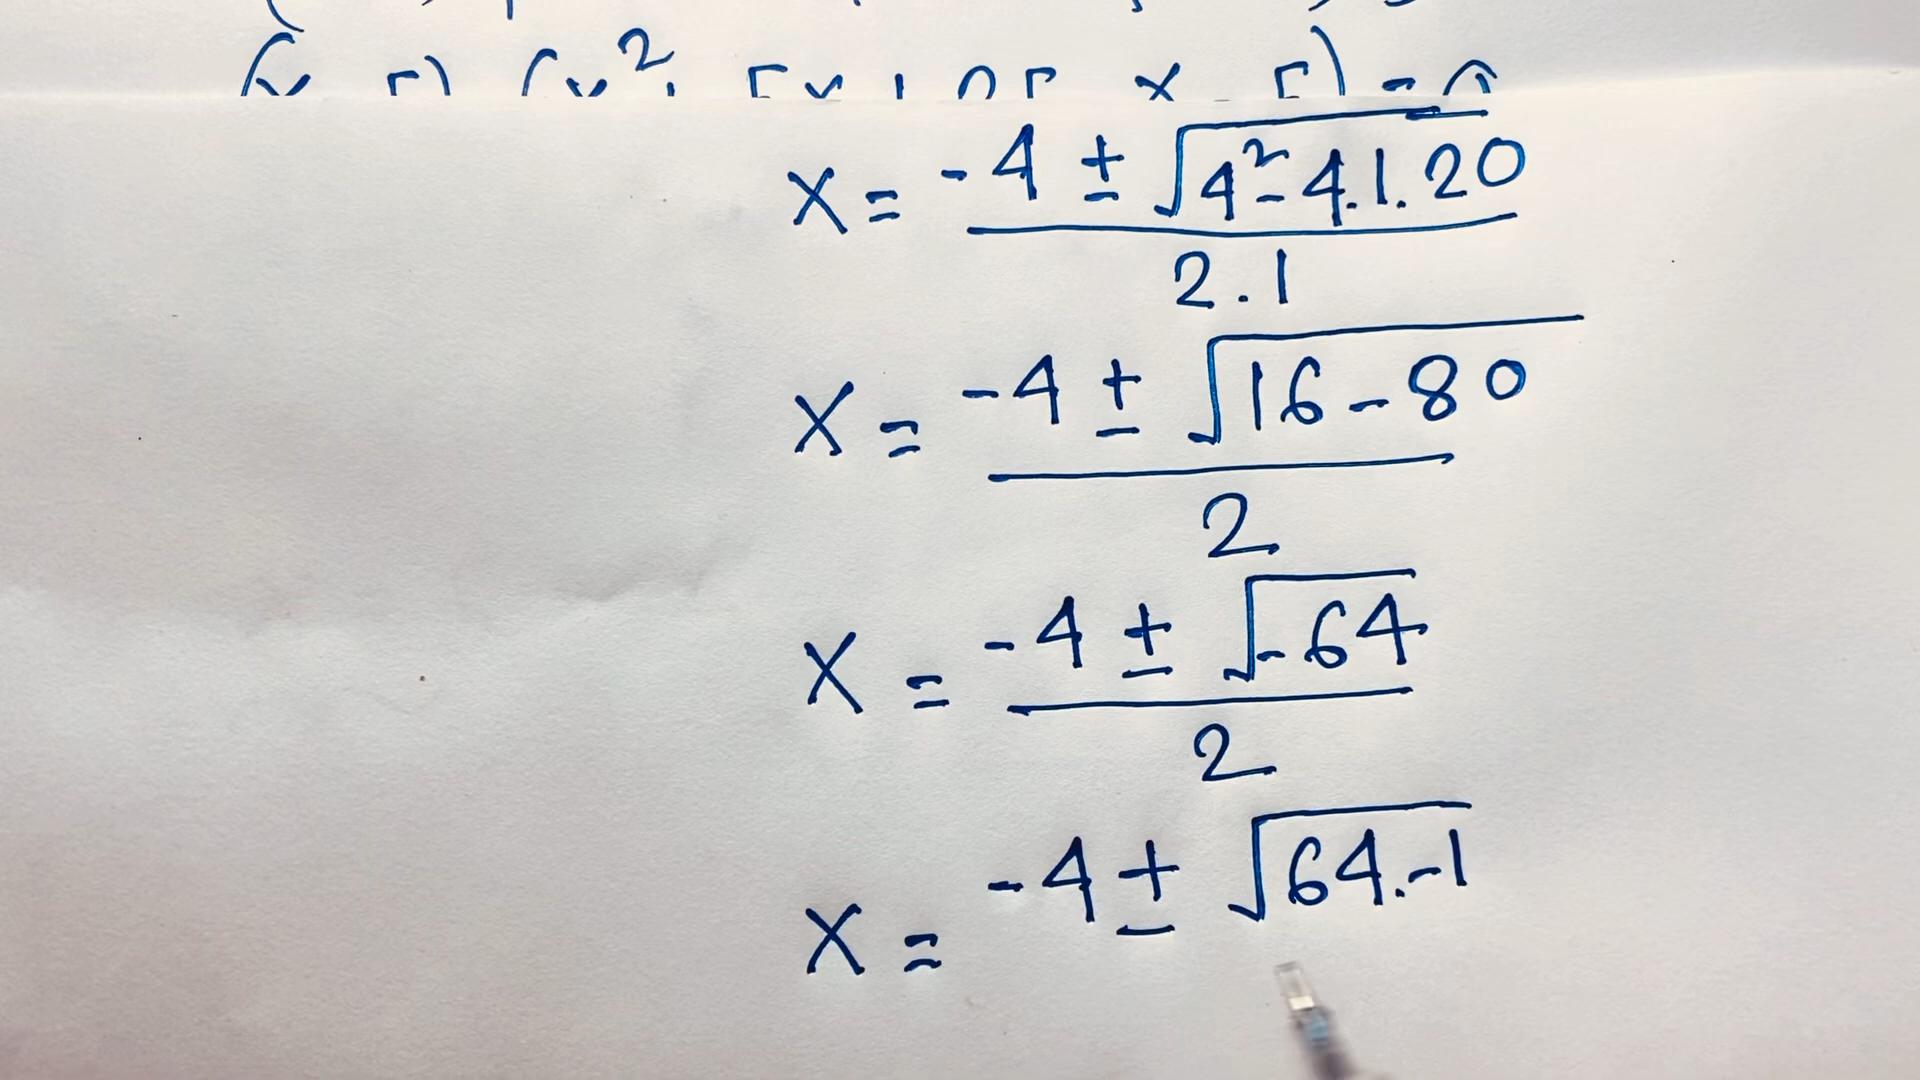 x = -4 ± √4²-4.1.20
2.1
x = -4 ± √16-80
2
x = -4 ± √-64
2
x = -4 ± √64.-1